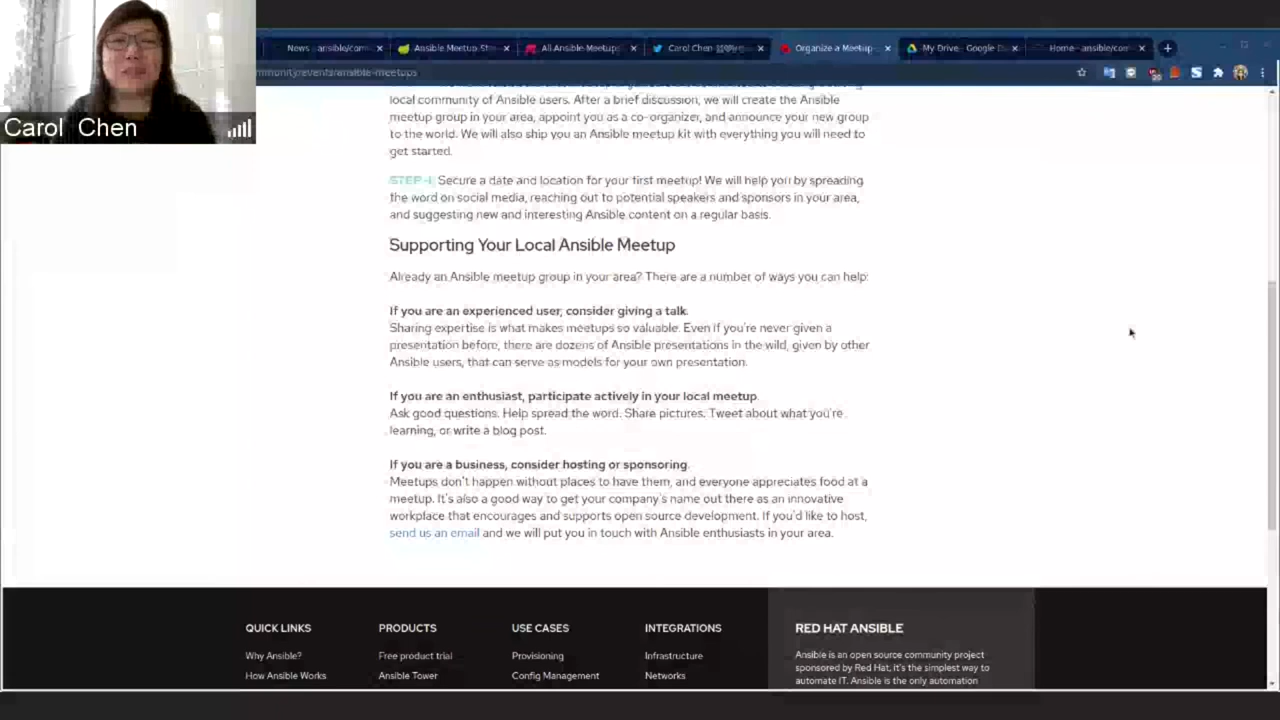 News - ansible/com
Ansible Meetup St
All Ansible Meetups
Carol Chen
Organize a Meetup
My Drive - Google D
Home - ansible/com
mmunity/events/ansible-meetups
Carol Chen
local community of Ansible users. After a brief discussion, we will create the Ansible
meetup group in your area, appoint you as a co-organizer, and announce your new group
to the world. We will also ship you an Ansible meetup kit with everything you will need to
get started.
STEP 4: Secure a date and location for your first meetup! We will help you by spreading
the word on social media, reaching out to potential speakers and sponsors in your area,
and suggesting new and interesting Ansible content on a regular basis.
Supporting Your Local Ansible Meetup
Already an Ansible meetup group in your area? There are a number of ways you can help:
If you are an experienced user, consider giving a talk.
Sharing expertise is what makes meetups so valuable. Even if you're never given a
presentation before, there are dozens of Ansible presentations in the wild, given by other
Ansible users, that can serve as models for your own presentation.
If you are an enthusiast, participate actively in your local meetup.
Ask good questions. Help spread the word. Share pictures. Tweet about what you're
learning, or write a blog post.
If you are a business, consider hosting or sponsoring.
Meetups don't happen without places to have them, and everyone appreciates food at a
meetup. It's also a good way to get your company's name out there as an innovative
workplace that encourages and supports open source development. If you'd like to host,
send us an email and we will put you in touch with Ansible enthusiasts in your area.
QUICK LINKS
Why Ansible?
How Ansible Works
PRODUCTS
Free product trial
Ansible Tower
USE CASES
Provisioning
Config Management
INTEGRATIONS
Infrastructure
Networks
RED HAT ANSIBLE
Ansible is an open source community project
sponsored by Red Hat, it's the simplest way to
automate IT. Ansible is the only automation